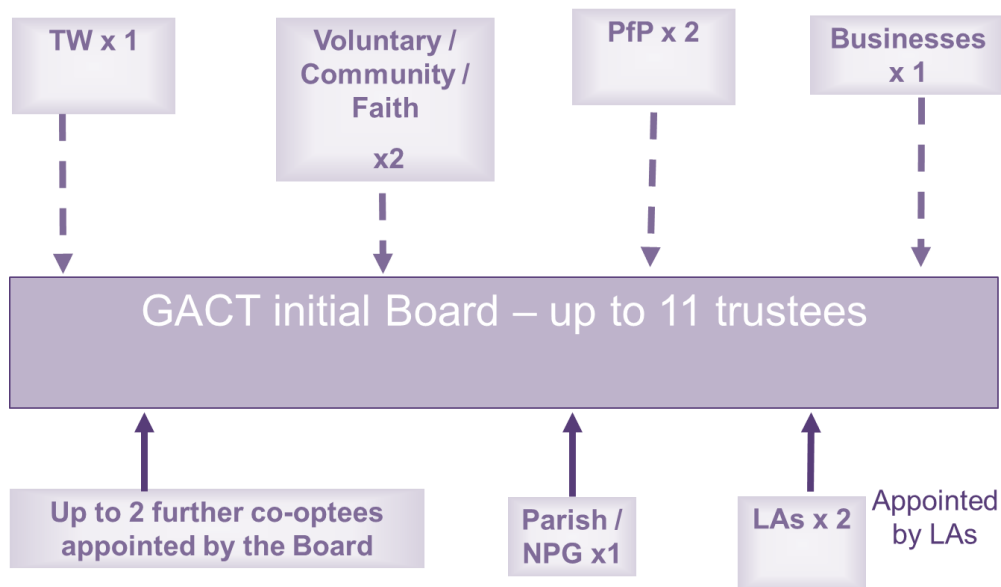 TW x 1
Voluntary /
Community /
Faith
x2
PfP x 2
Businesses
x 1
GACT initial Board – up to 11 trustees
Up to 2 further co-optees
appointed by the Board
Parish /
NPG x1
LAs x 2
Appointed
by LAs